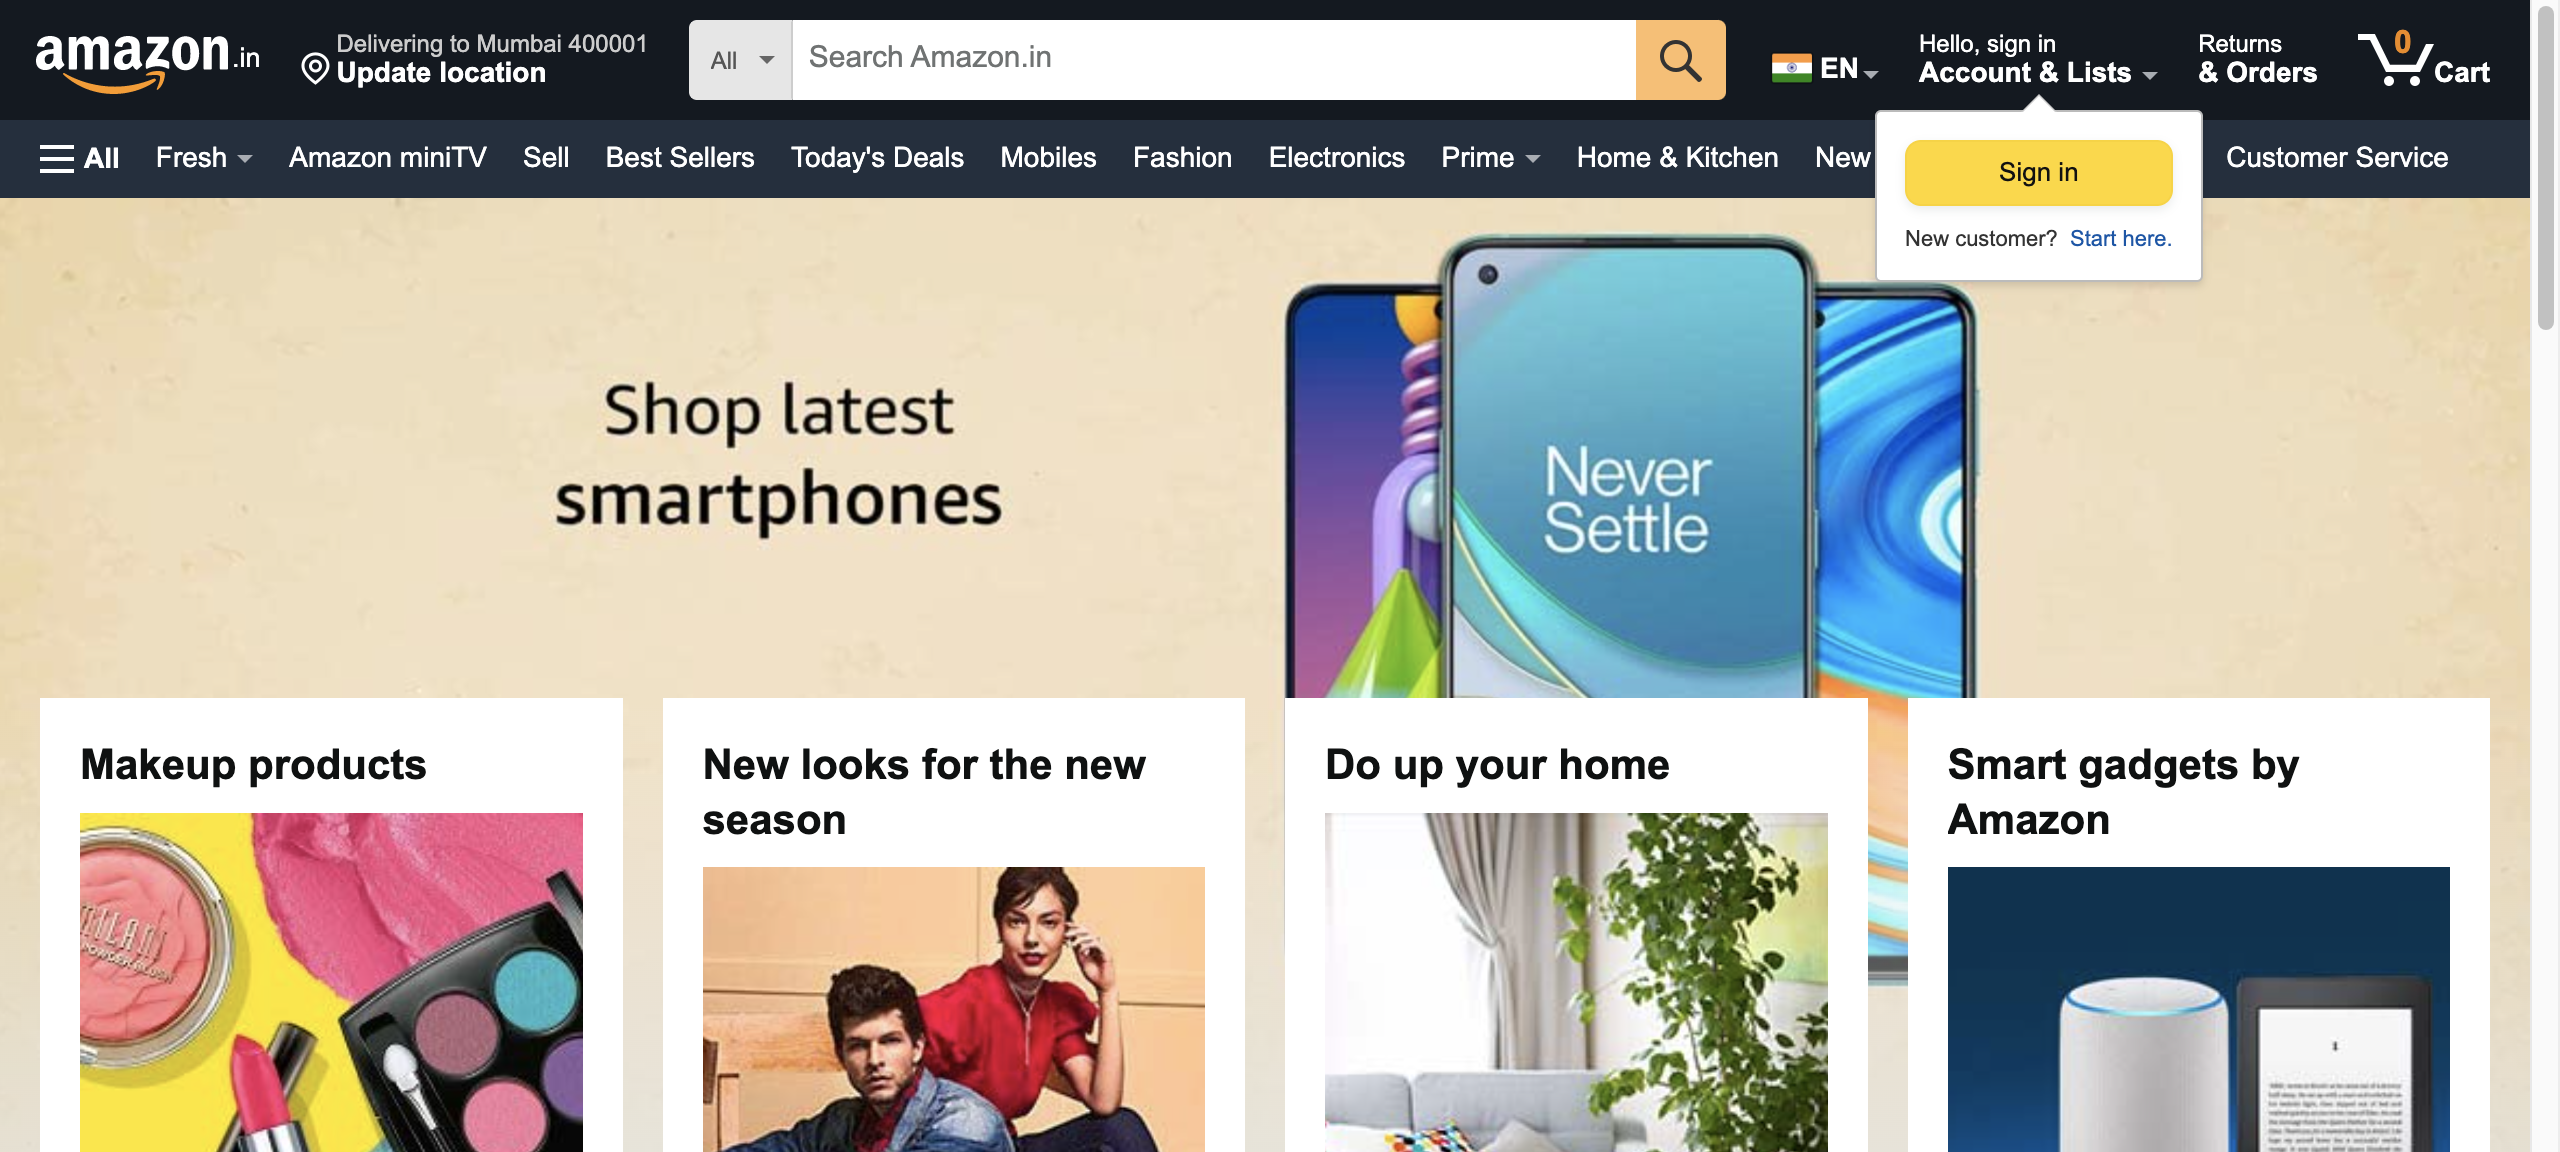 amazon.in
Delivering to Mumbai 400001
Update location
All
Search Amazon.in
EN
Hello, sign in
Account & Lists
Returns
& Orders
0
Cart
All
Fresh
Amazon miniTV
Sell
Best Sellers
Today's Deals
Mobiles
Fashion
Electronics
Prime
Home & Kitchen
New
Customer Service
Sign in
New customer? Start here.
Shop latest
smartphones
Never
Settle
Makeup products
New looks for the new
season
Do up your home
Smart gadgets by
Amazon
MILANI
POWDER BLUSH